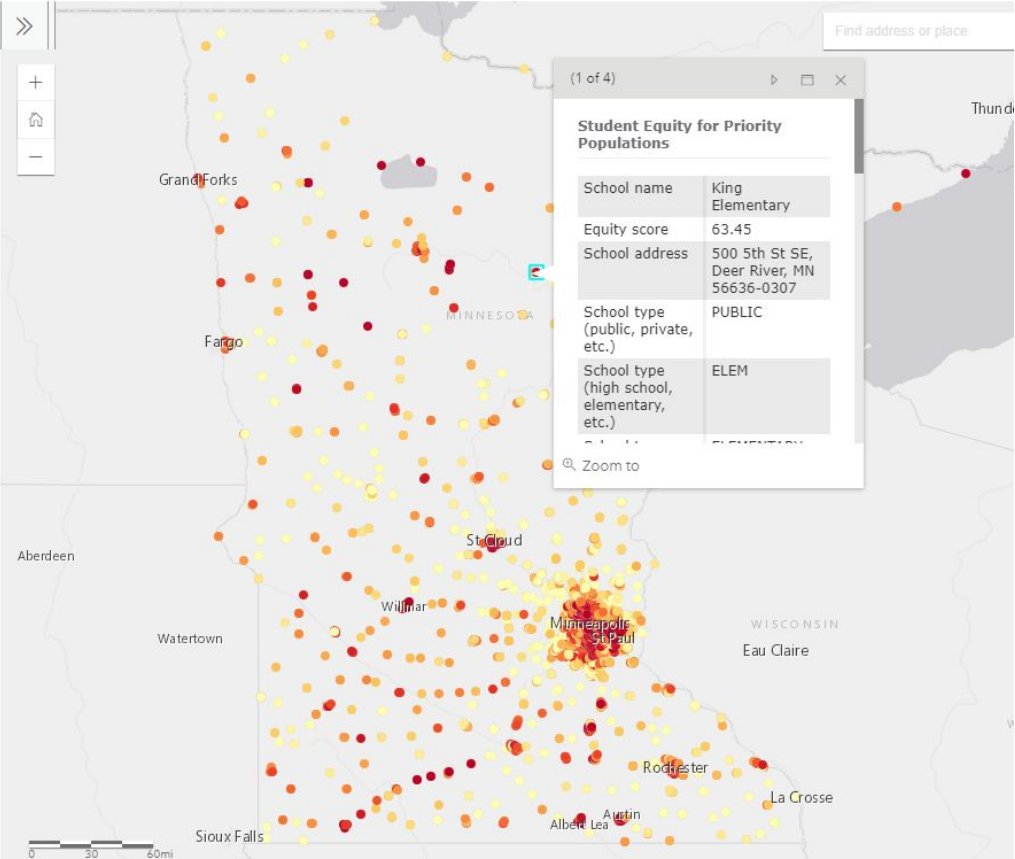 Find address or place
(1 of 4)
Student Equity for Priority
Populations
School name King
Elementary
Equity score 63.45
School address 500 5th St SE,
Deer River, MN
56636-0307
School type PUBLIC
(public, private,
etc.)
School type ELEM
(high school,
elementary,
etc.)
Zoom to
Grand Forks
MINNESOTA
Fargo
St Cloud
Aberdeen
Willmar
Minneapolis
WISCONSIN
Watertown
St Paul
Eau Claire
Rochester
La Crosse
Austin
Albert Lea
Sioux Falls
0 30 60mi